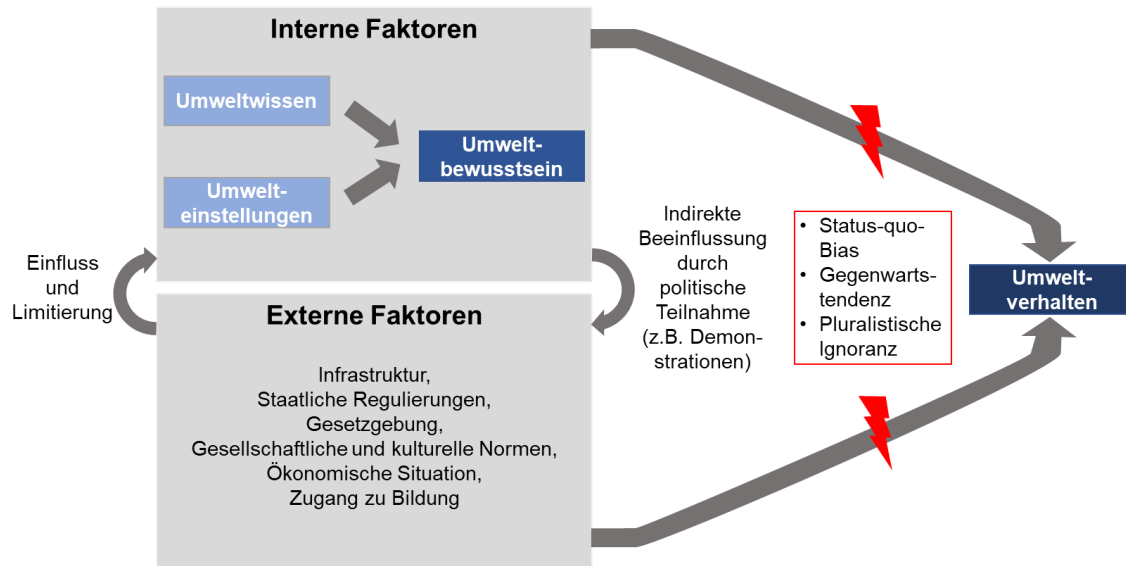 Interne Faktoren
Umweltwissen
Umwelt-
einstellungen
Umwelt-
bewusstsein
Einfluss
und
Limitierung
Indirekte
Beeinflussung
durch
politische
Teilnahme
(z.B. Demon-
strationen)
• Status-quo-
Bias
• Gegenwarts-
tendenz
• Pluralistische
Ignoranz
Umwelt-
verhalten
Externe Faktoren
Infrastruktur,
Staatliche Regulierungen,
Gesetzgebung,
Gesellschaftliche und kulturelle Normen,
Ökonomische Situation,
Zugang zu Bildung